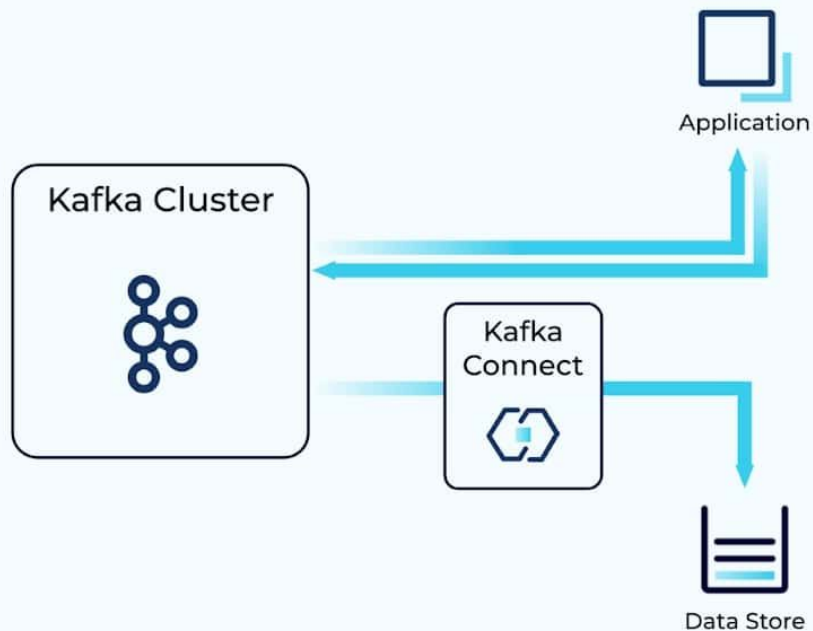 Application
Kafka Cluster
Kafka
Connect
Data Store